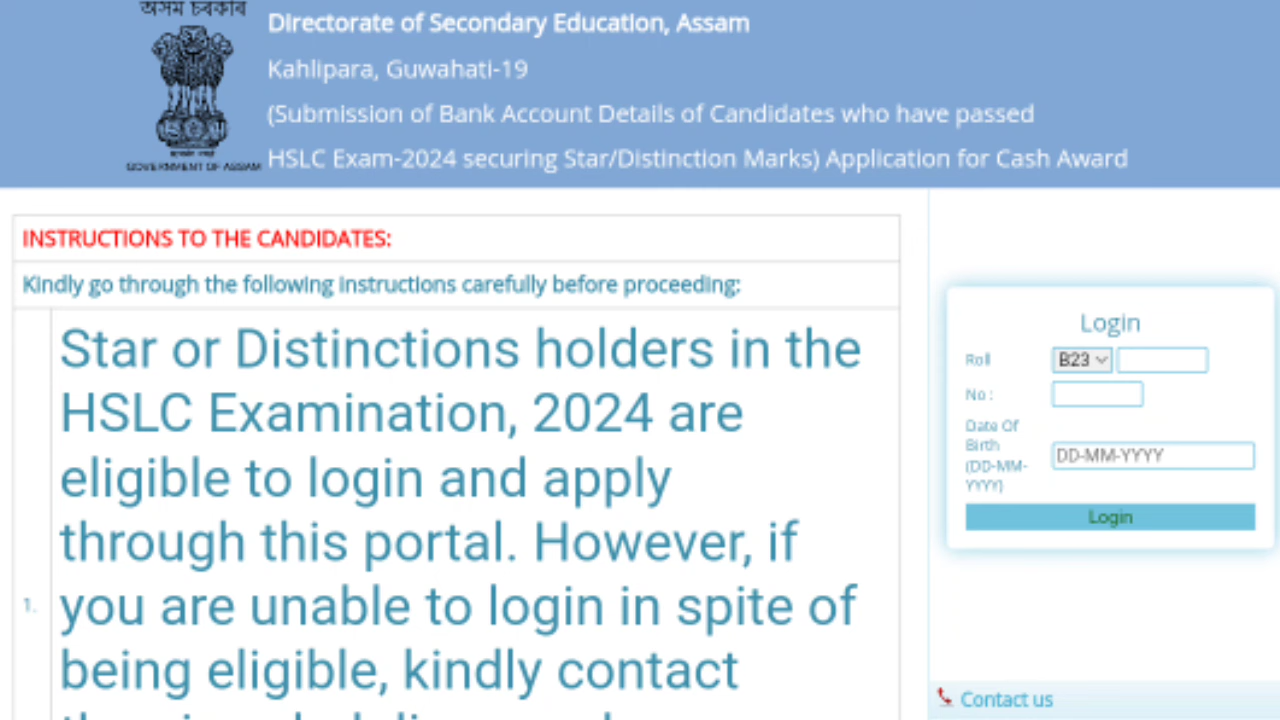 অসম চৰকাৰ
GOVERNMENT OF ASSAM
Directorate of Secondary Education, Assam
Kahlipara, Guwahati-19
(Submission of Bank Account Details of Candidates who have passed
HSLC Exam-2024 securing Star/Distinction Marks) Application for Cash Award
INSTRUCTIONS TO THE CANDIDATES:
Kindly go through the following instructions carefully before proceeding:
1.
Star or Distinctions holders in the
HSLC Examination, 2024 are
eligible to login and apply
through this portal. However, if
you are unable to login in spite of
being eligible, kindly contact
Login
Roll B23
No :
Date Of
Birth
(DD-MM-
YYYY)
DD-MM-YYYY
Login
Contact us